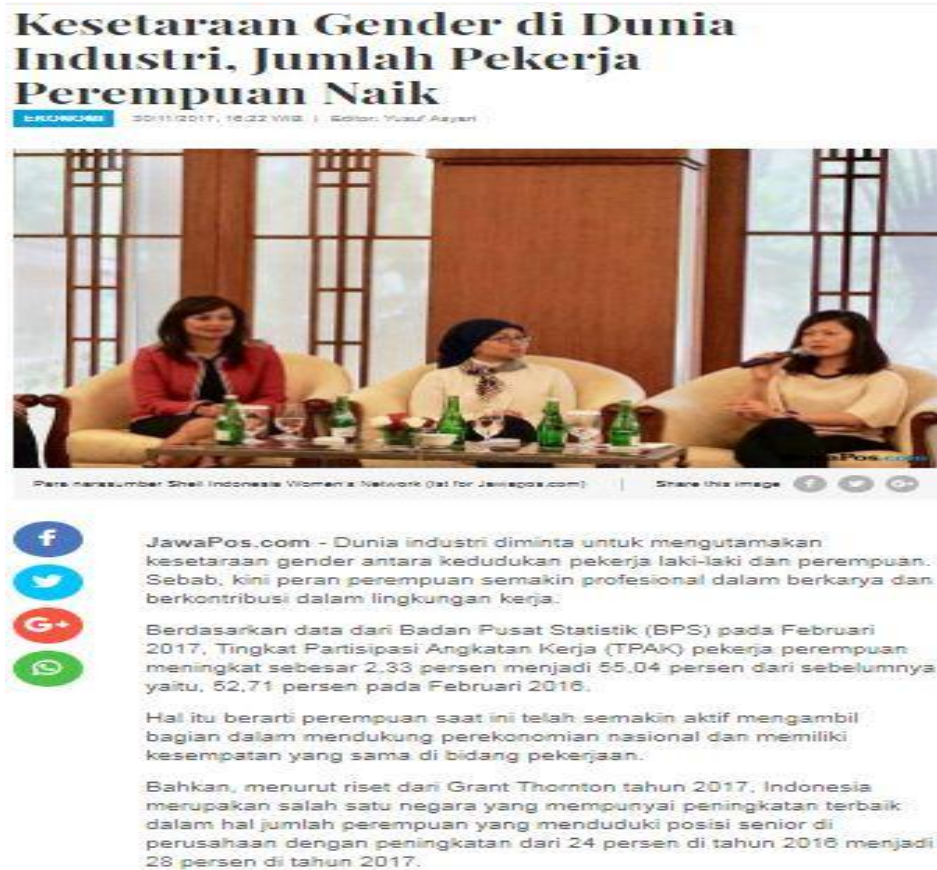 Kesetaraan Gender di Dunia
Industri, Jumlah Pekerja
Perempuan Naik
EKONOMI 30/11/2017, 16:22 WIB | Editor: Yusuf Asyari
JawaPos.com
Para narasumber Shell Indonesia Women's Network (Ist for Jawapos.com) | Share this image
JawaPos.com - Dunia industri diminta untuk mengutamakan
kesetaraan gender antara kedudukan pekerja laki-laki dan perempuan.
Sebab, kini peran perempuan semakin profesional dalam berkarya dan
berkontribusi dalam lingkungan kerja.
Berdasarkan data dari Badan Pusat Statistik (BPS) pada Februari
2017, Tingkat Partisipasi Angkatan Kerja (TPAK) pekerja perempuan
meningkat sebesar 2,33 persen menjadi 55,04 persen dari sebelumnya
yaitu, 52,71 persen pada Februari 2016.
Hal itu berarti perempuan saat ini telah semakin aktif mengambil
bagian dalam mendukung perekonomian nasional dan memiliki
kesempatan yang sama di bidang pekerjaan.
Bahkan, menurut riset dari Grant Thornton tahun 2017, Indonesia
merupakan salah satu negara yang mempunyai peningkatan terbaik
dalam hal jumlah perempuan yang menduduki posisi senior di
perusahaan dengan peningkatan dari 24 persen di tahun 2016 menjadi
28 persen di tahun 2017.